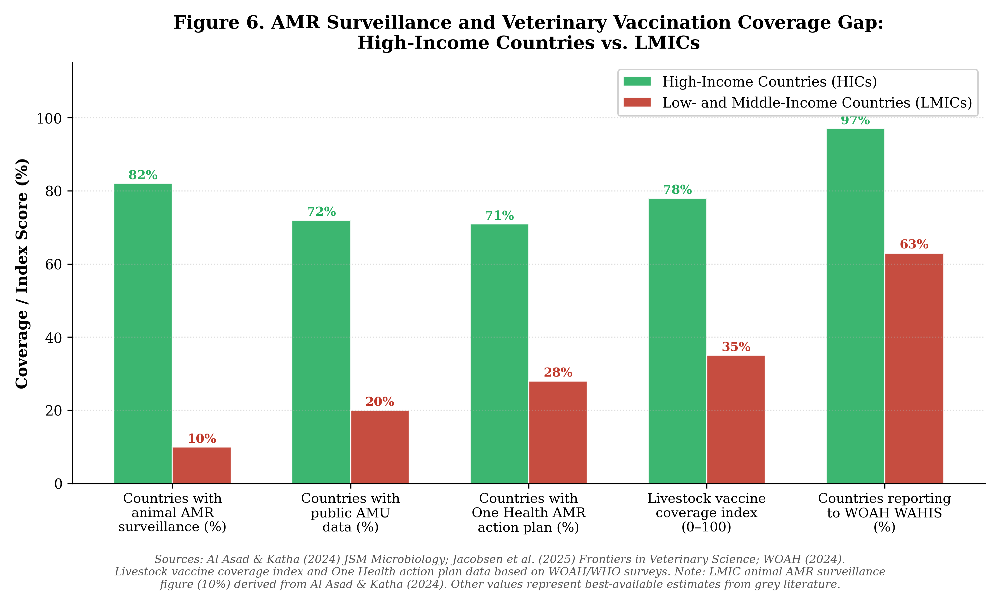 Figure 6. AMR Surveillance and Veterinary Vaccination Coverage Gap:
High-Income Countries vs. LMICs
High-Income Countries (HICs)
Low- and Middle-Income Countries (LMICs)
Coverage / Index Score (%)
100
80
60
40
20
0
82%
10%
72%
20%
71%
28%
78%
35%
97%
63%
Countries with
animal AMR
surveillance (%)
Countries with
public AMU
data (%)
Countries with
One Health AMR
action plan (%)
Livestock vaccine
coverage index
(0–100)
Countries reporting
to WOAH WAHIS
(%)
Sources: Al Asad & Katha (2024) JSM Microbiology; Jacobsen et al. (2025) Frontiers in Veterinary Science; WOAH (2024).
Livestock vaccine coverage index and One Health action plan data based on WOAH/WHO surveys. Note: LMIC animal AMR surveillance
figure (10%) derived from Al Asad & Katha (2024). Other values represent best-available estimates from grey literature.